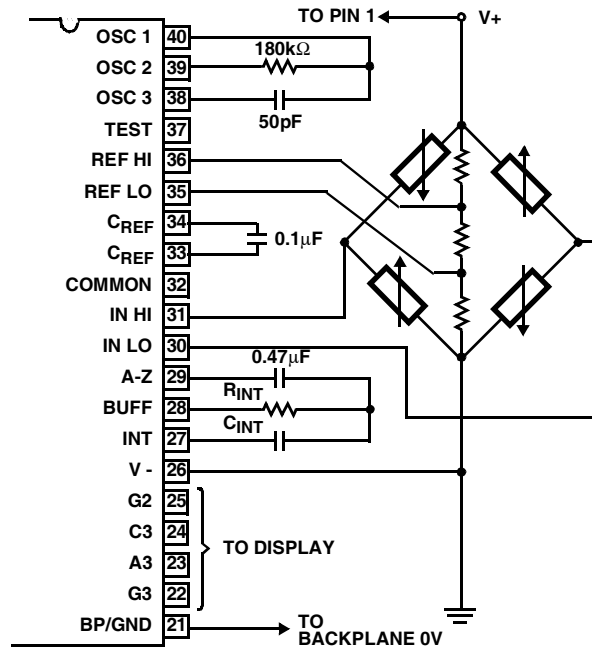 TO PIN 1
V+
OSC 1 40
180kΩ
OSC 2 39
OSC 3 38
50pF
TEST 37
REF HI 36
REF LO 35
CREF 34
0.1µF
CREF 33
COMMON 32
IN HI 31
IN LO 30
0.47µF
A-Z 29
RINT
BUFF 28
CINT
INT 27
V - 26
G2 25
C3 24
TO DISPLAY
A3 23
G3 22
BP/GND 21
TO
BACKPLANE 0V